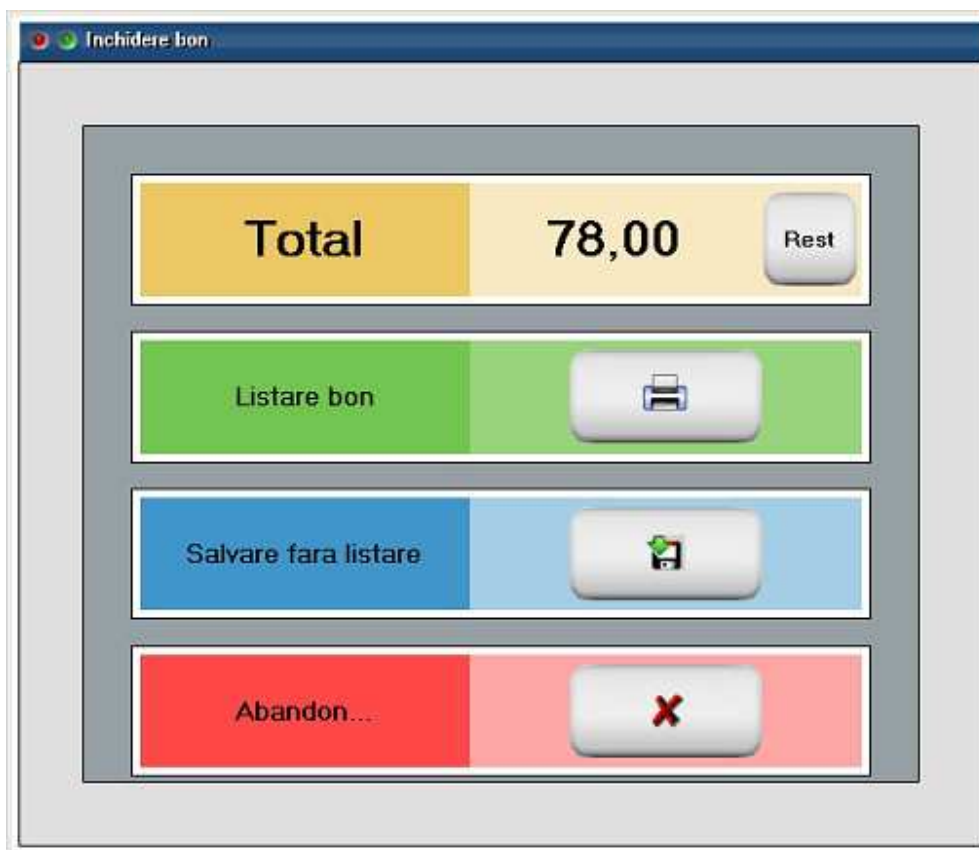 Inchidere bon
Total 78,00 Rest
Listare bon
Salvare fara listare
Abandon...